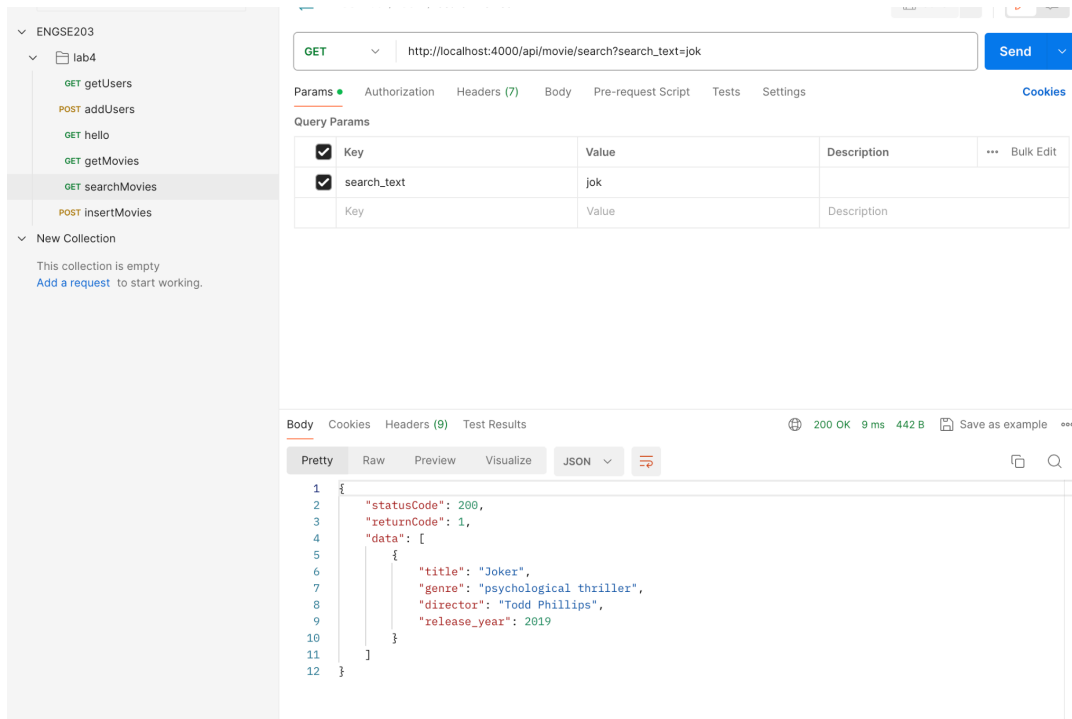 ENGSE203
lab4
GET getUsers
POST addUsers
GET hello
GET getMovies
GET searchMovies
POST insertMovies
New Collection
This collection is empty
Add a request to start working.
GET http://localhost:4000/api/movie/search?search_text=jok Send
Params Authorization Headers (7) Body Pre-request Script Tests Settings Cookies
Query Params
Key Value Description ••• Bulk Edit
search_text jok
Key Value Description
Body Cookies Headers (9) Test Results 200 OK 9 ms 442 B Save as example
Pretty Raw Preview Visualize JSON
1 {
2 "statusCode": 200,
3 "returnCode": 1,
4 "data": [
5 {
6 "title": "Joker",
7 "genre": "psychological thriller",
8 "director": "Todd Phillips",
9 "release_year": 2019
10 }
11 ]
12 }